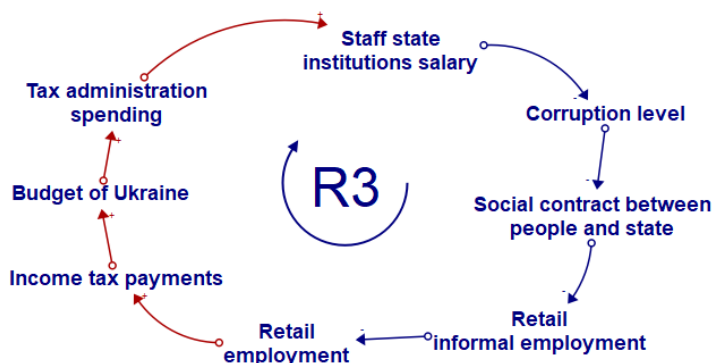 Staff state
institutions salary
Corruption level
Social contract between
people and state
Retail
informal employment
Retail
employment
Income tax payments
Budget of Ukraine
Tax administration
spending
R3
+
-
-
-
-
+
+
+